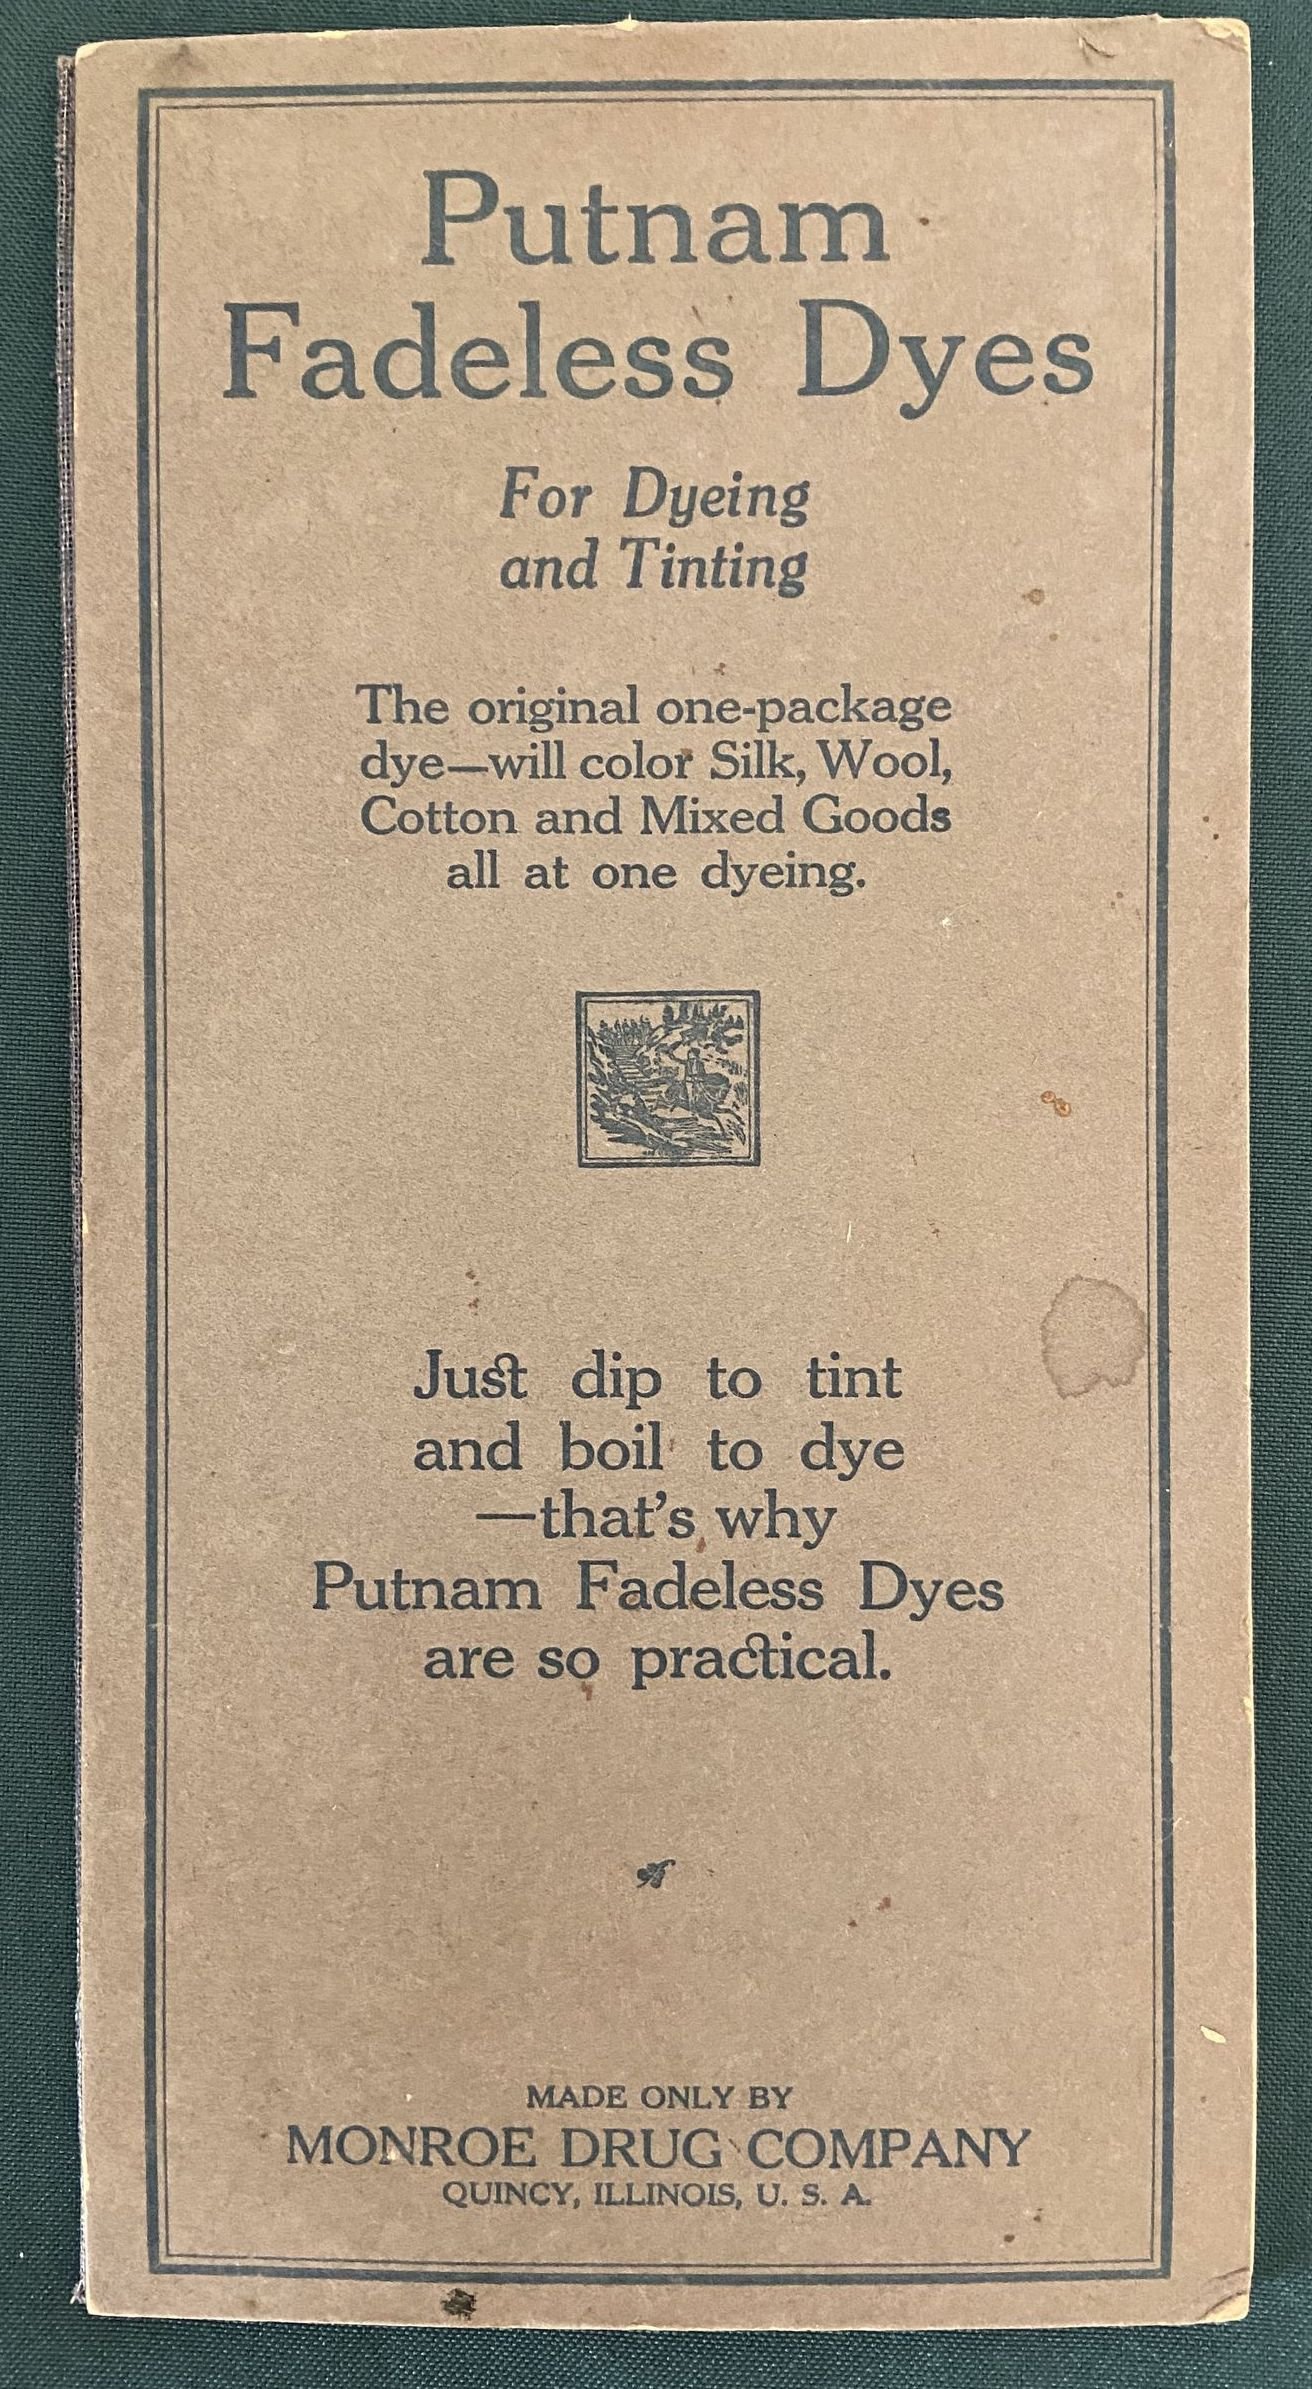 Putnam
Fadeless Dyes
For Dyeing
and Tinting
The original one-package
dye—will color Silk, Wool,
Cotton and Mixed Goods
all at one dyeing.
Just dip to tint
and boil to dye
—that's why
Putnam Fadeless Dyes
are so practical.
MADE ONLY BY
MONROE DRUG COMPANY
QUINCY, ILLINOIS, U. S. A.